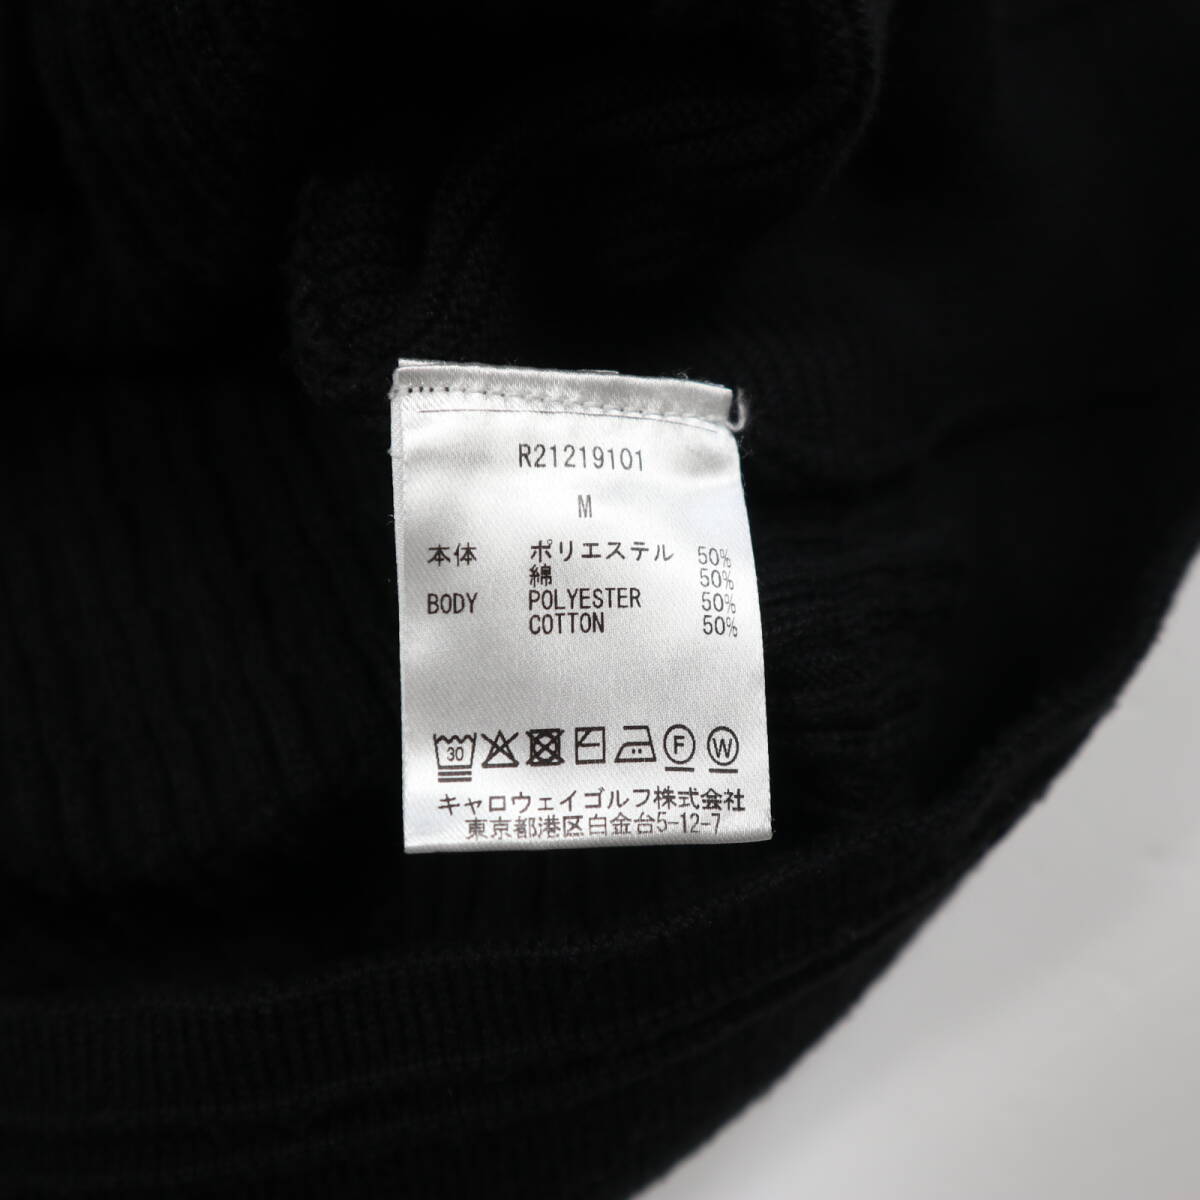 R21219101
M
本体 ポリエステル 50%
綿 50%
BODY POLYESTER 50%
COTTON 50%
30 F W
キャロウェイゴルフ株式会社
東京都港区白金台5-12-7